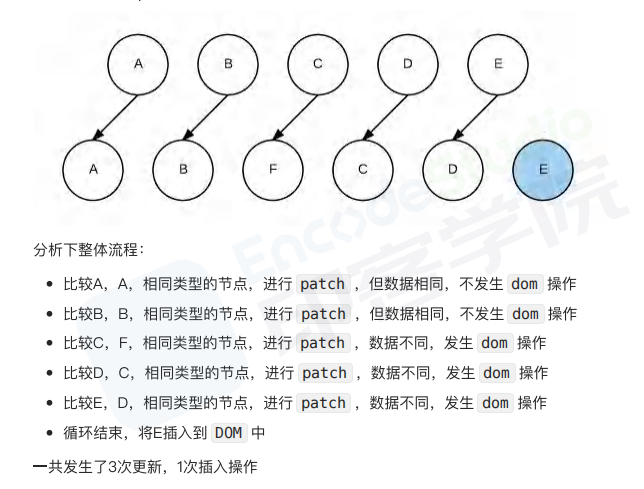 A B C D E
A B F C D E
Encode Studio
印客学院
分析下整体流程：
比较A，A，相同类型的节点，进行 patch ，但数据相同，不发生 dom 操作
比较B，B，相同类型的节点，进行 patch ，但数据相同，不发生 dom 操作
比较C，F，相同类型的节点，进行 patch ，数据不同，发生 dom 操作
比较D，C，相同类型的节点，进行 patch ，数据不同，发生 dom 操作
比较E，D，相同类型的节点，进行 patch ，数据不同，发生 dom 操作
循环结束，将E插入到 DOM 中
一共发生了3次更新，1次插入操作